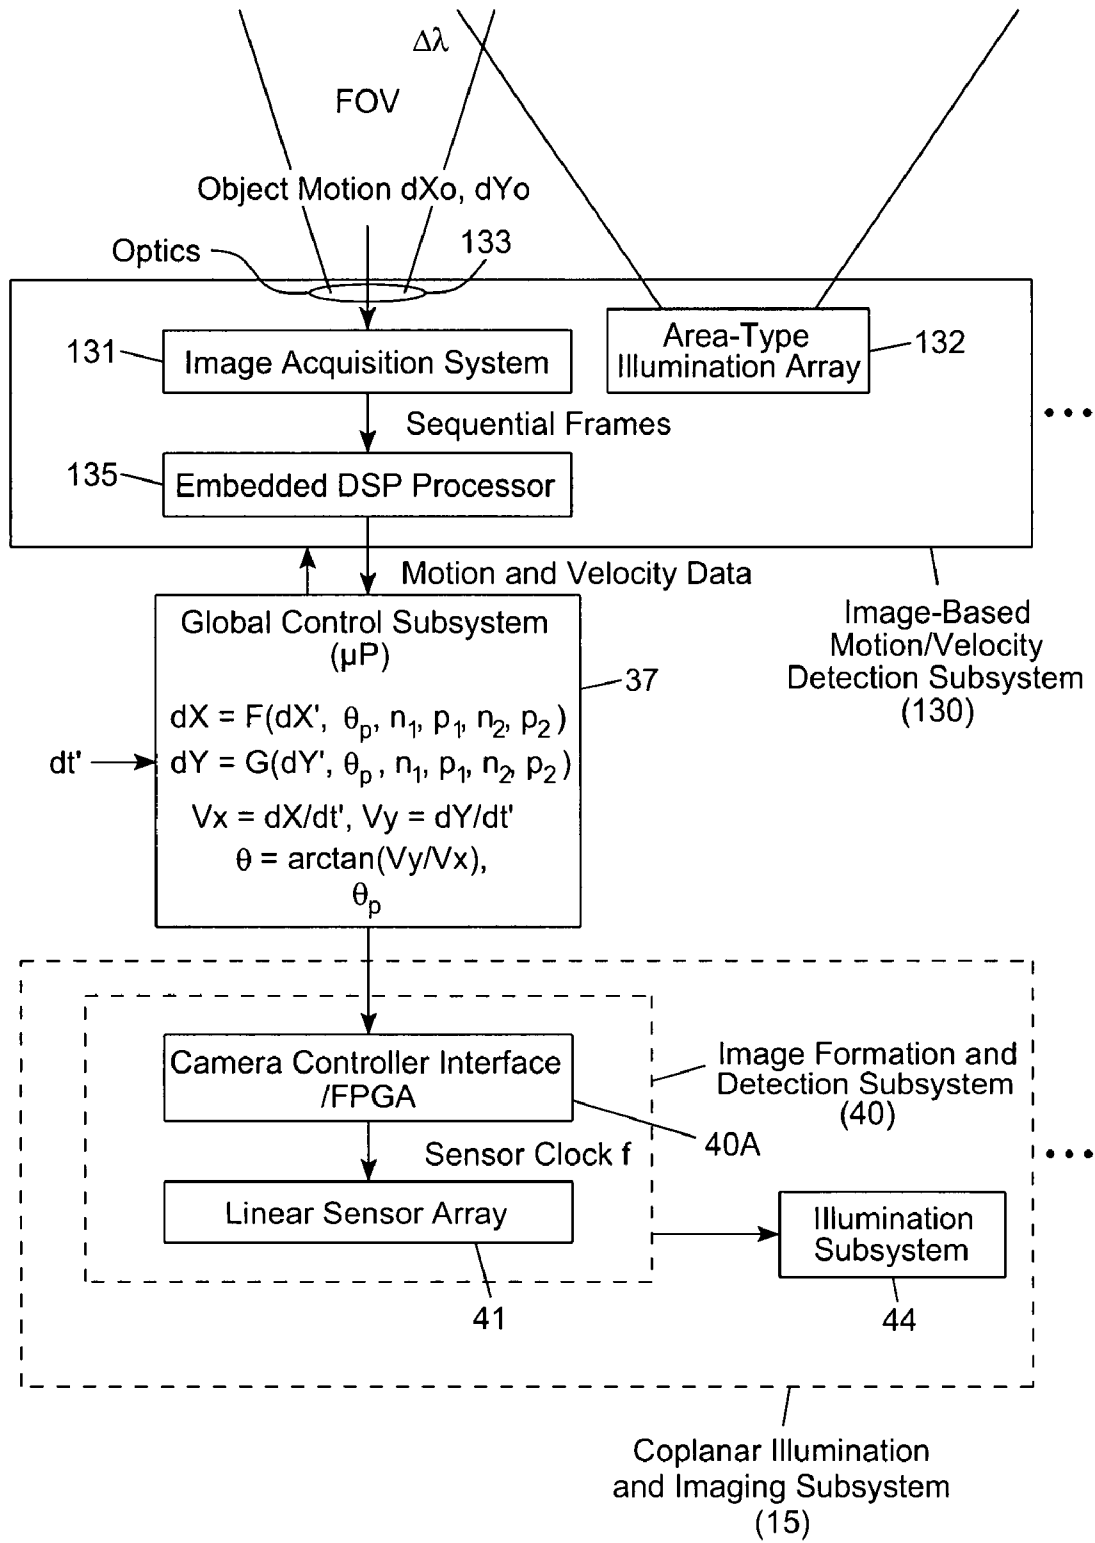 Δλ
FOV
Object Motion dXo, dYo
Optics
133
131
Image Acquisition System
Area-Type
Illumination Array
132
Sequential Frames
•••
135
Embedded DSP Processor
Motion and Velocity Data
Image-Based
Motion/Velocity
Detection Subsystem
(130)
Global Control Subsystem
(µP)
37
dX = F(dX', θp, n1, p1, n2, p2)
dt'
dY = G(dY', θp, n1, p1, n2, p2)
Vx = dX/dt', Vy = dY/dt'
θ = arctan(Vy/Vx),
θp
Camera Controller Interface
/FPGA
Image Formation and
Detection Subsystem
(40)
40A
Sensor Clock f
•••
Linear Sensor Array
41
Illumination
Subsystem
44
Coplanar Illumination
and Imaging Subsystem
(15)